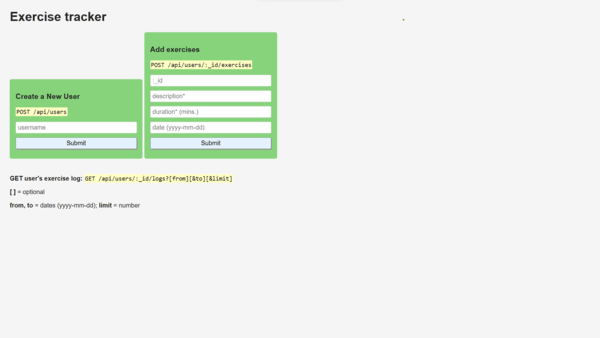 Exercise tracker
Create a New User
POST /api/users
username
Submit
Add exercises
POST /api/users/:_id/exercises
:_id
description*
duration* (mins.)
date (yyyy-mm-dd)
Submit
GET user's exercise log: GET /api/users/:_id/logs?[from][&to][&limit]
[ ] = optional
from, to = dates (yyyy-mm-dd); limit = number